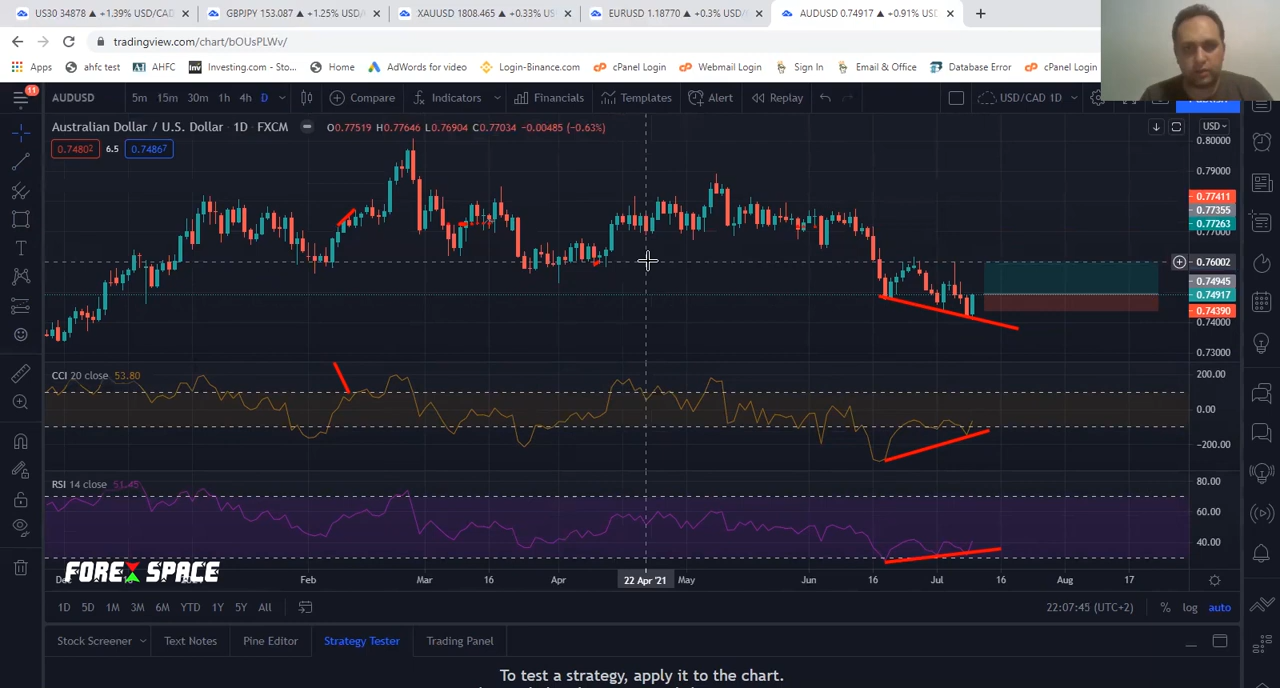 US30 34878 ▲ +1.39% USD/CAD
GBPJPY 153.087 ▲ +1.25% USD/
XAUUSD 1808.465 ▲ +0.33% US
EURUSD 1.18770 ▲ +0.3% USD/
AUDUSD 0.74917 ▲ +0.91% USD
tradingview.com/chart/bOUsPLWv/
Apps ahfc test AHFC Investing.com - Sto... Home AdWords for video Login-Binance.com cPanel Login Webmail Login Sign In Email & Office Database Error cPanel Login
11 AUDUSD 5m 15m 30m 1h 4h D Compare Indicators Financials Templates Alert Replay USD/CAD 1D
Australian Dollar / U.S. Dollar · 1D · FXCM O0.77519 H0.77646 L0.76904 C0.77034 −0.00485 (−0.63%) USD
0.74802 6.5 0.74867
0.80000
0.79000
0.77411
0.77355
0.77263
0.77000
0.76002
0.74945
0.74917
0.74390
0.74000
0.73000
CCI 20 close 53.80
200.00
0.00
−200.00
RSI 14 close 51.45
80.00
60.00
40.00
FOREX SPACE
Feb Mar 16 Apr 22 Apr '21 May Jun 16 Jul 16 Aug 17
1D 5D 1M 3M 6M YTD 1Y 5Y All 22:07:45 (UTC+2) % log auto
Stock Screener Text Notes Pine Editor Strategy Tester Trading Panel
To test a strategy, apply it to the chart.